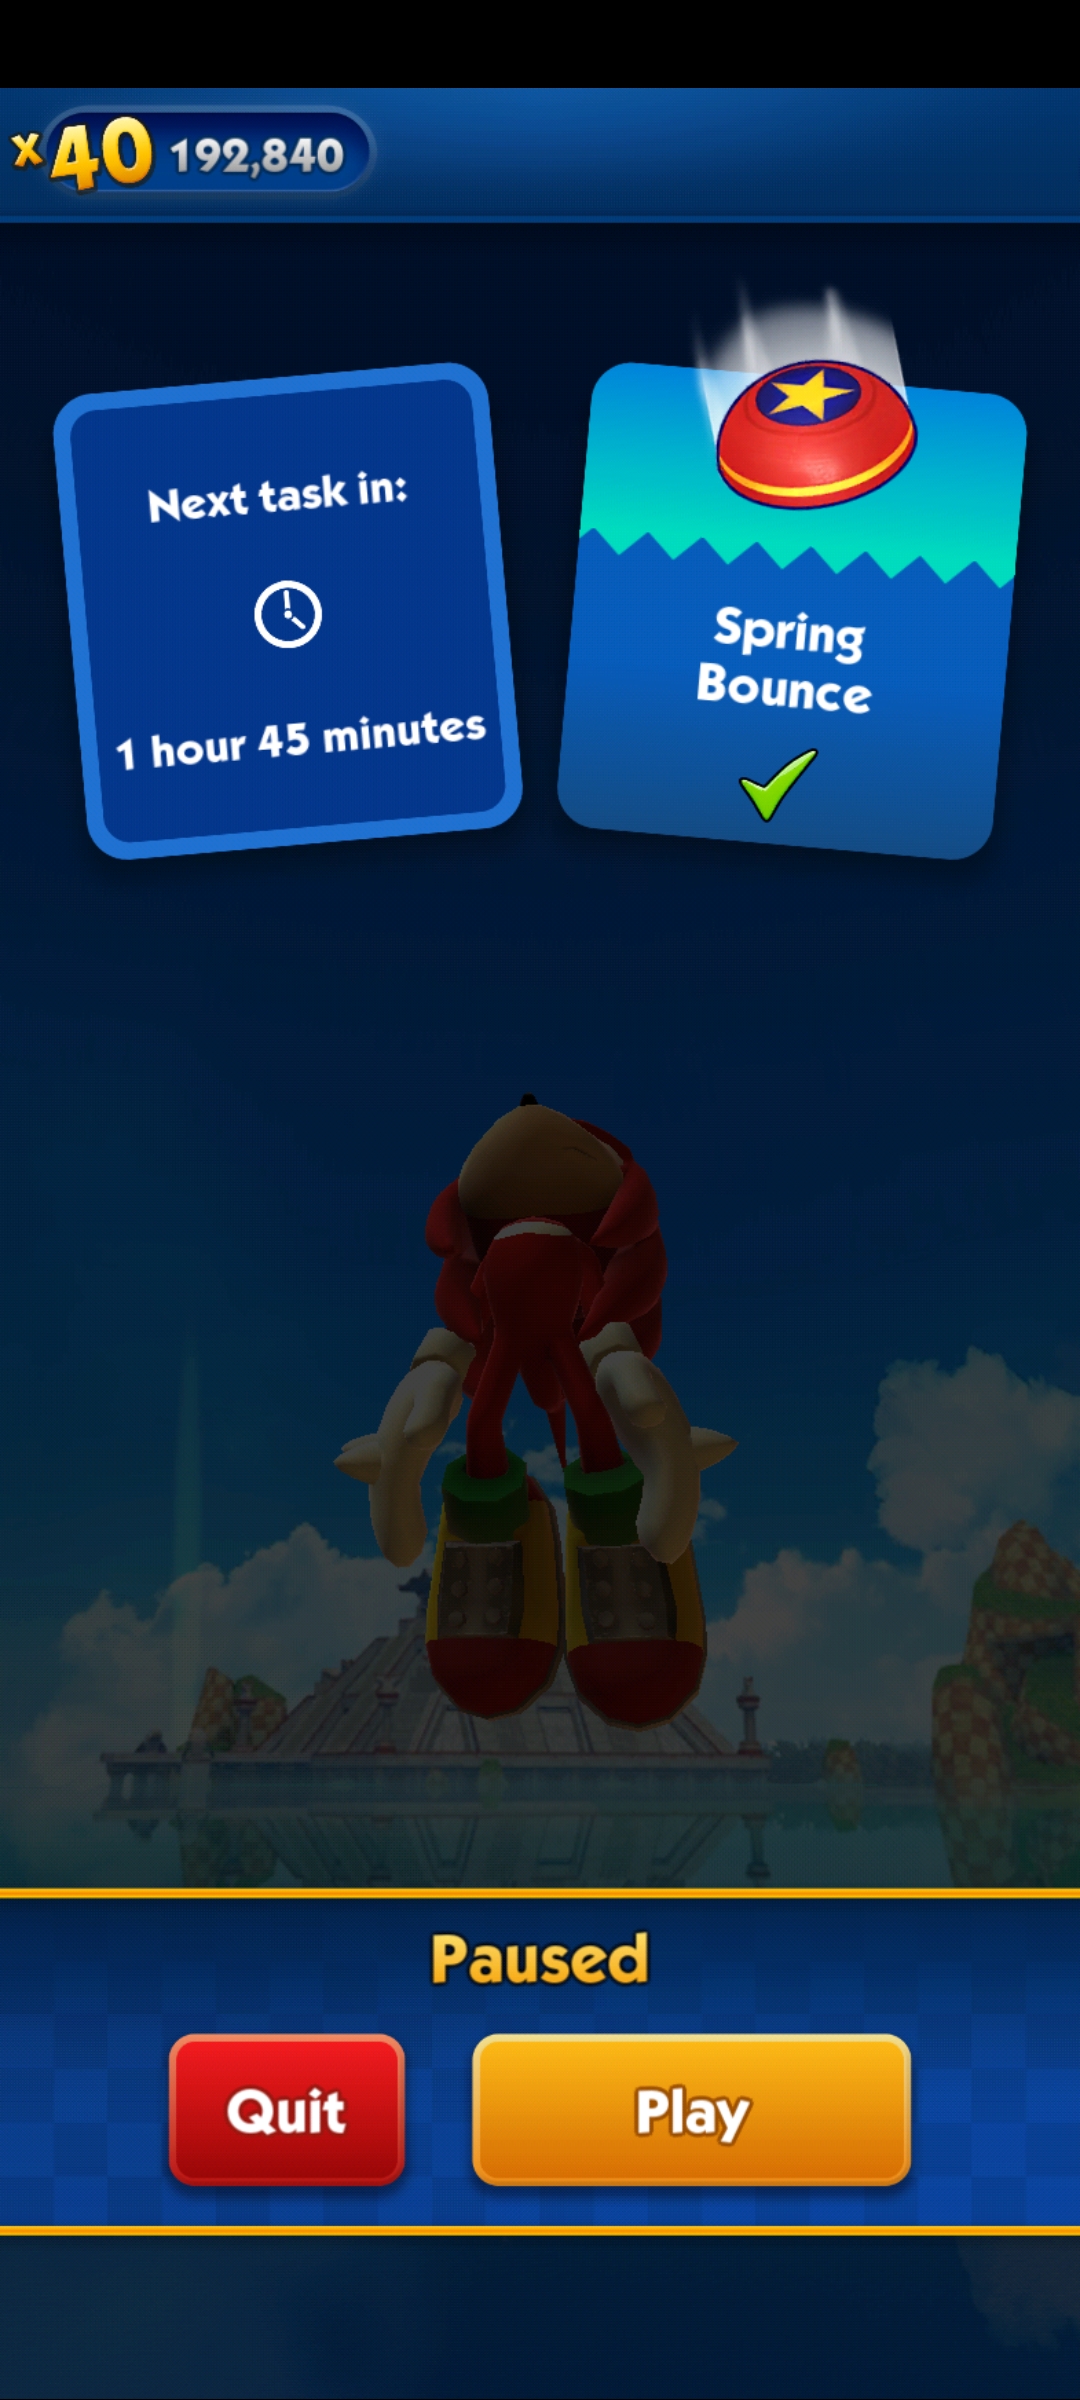 x40 192,840
Next task in:
1 hour 45 minutes
Spring
Bounce
Paused
Quit
Play